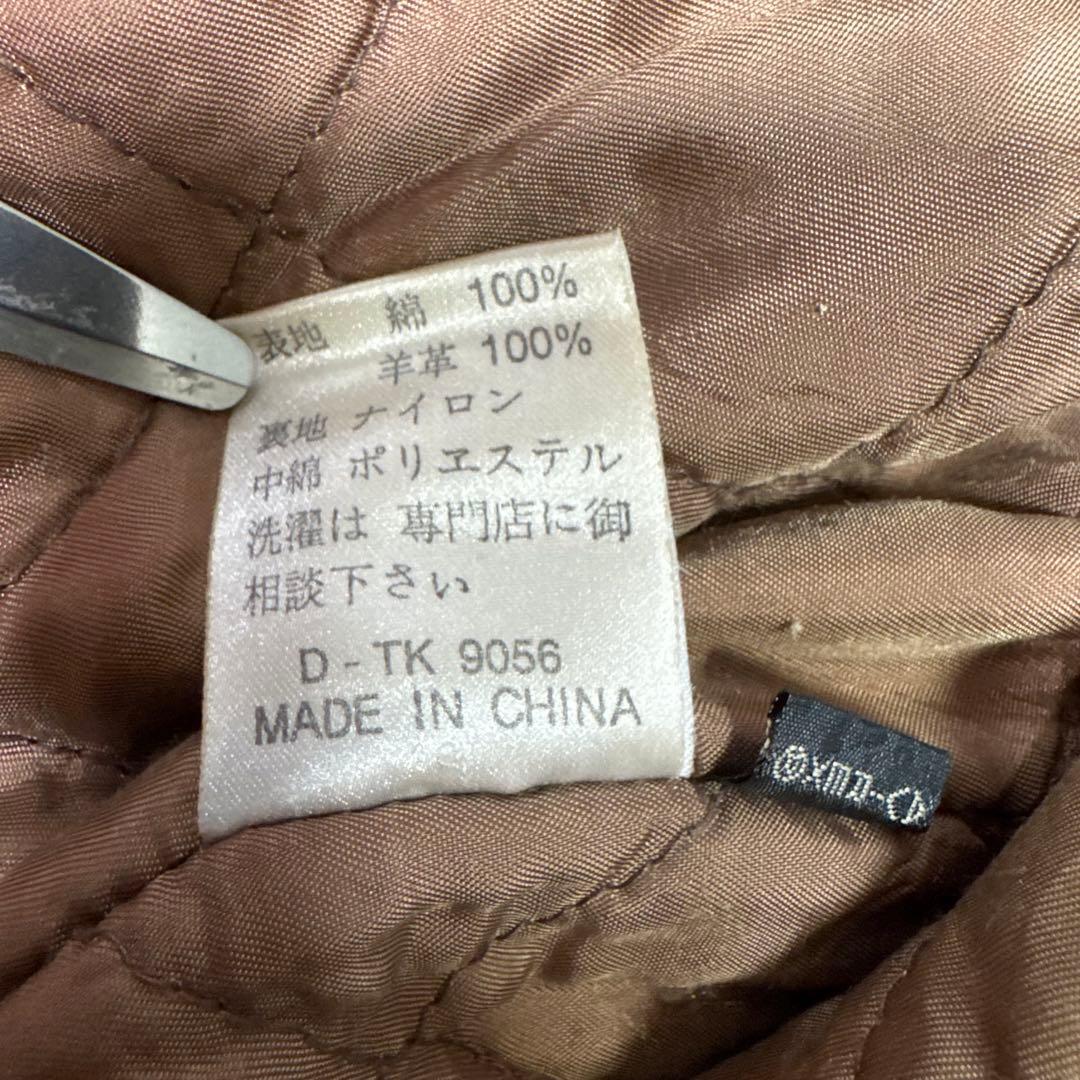 表地 綿 100%
羊革 100%
裏地 ナイロン
中綿 ポリエステル
洗濯は 専門店に御
相談下さい
D - TK 9056
MADE IN CHINA